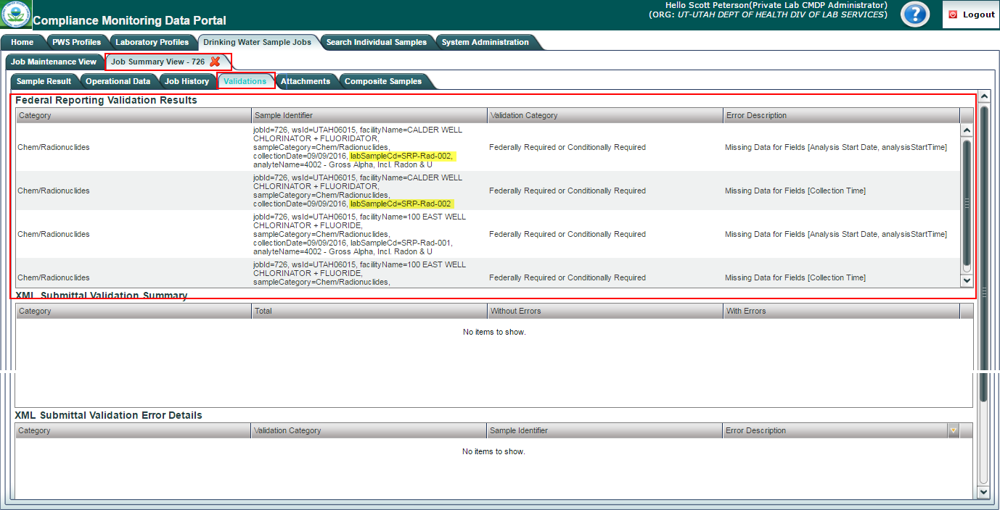 Hello Scott Peterson(Private Lab CMDP Administrator)
(ORG: UT-UTAH DEPT OF HEALTH DIV OF LAB SERVICES)
? Logout
Compliance Monitoring Data Portal
Home PWS Profiles Laboratory Profiles Drinking Water Sample Jobs Search Individual Samples System Administration
Job Maintenance View Job Summary View - 726
Sample Result Operational Data Job History Validations Attachments Composite Samples
Federal Reporting Validation Results
Category Sample Identifier Validation Category Error Description
Chem/Radionuclides
jobId=726, wsId=UTAH06015, facilityName=CALDER WELL
CHLORINATOR + FLUORIDATOR,
sampleCategory=Chem/Radionuclides,
collectionDate=09/09/2016, labSampleCd=SRP-Rad-002,
analyteName=4002 - Gross Alpha, Incl. Radon & U
Federally Required or Conditionally Required
Missing Data for Fields [Analysis Start Date, analysisStartTime]
Chem/Radionuclides
jobId=726, wsId=UTAH06015, facilityName=CALDER WELL
CHLORINATOR + FLUORIDATOR,
sampleCategory=Chem/Radionuclides,
collectionDate=09/09/2016, labSampleCd=SRP-Rad-002
Federally Required or Conditionally Required
Missing Data for Fields [Collection Time]
Chem/Radionuclides
jobId=726, wsId=UTAH06015, facilityName=100 EAST WELL
CHLORINATOR + FLUORIDE,
sampleCategory=Chem/Radionuclides,
collectionDate=09/09/2016, labSampleCd=SRP-Rad-001,
analyteName=4002 - Gross Alpha, Incl. Radon & U
Federally Required or Conditionally Required
Missing Data for Fields [Analysis Start Date, analysisStartTime]
Chem/Radionuclides
jobId=726, wsId=UTAH06015, facilityName=100 EAST WELL
CHLORINATOR + FLUORIDE,
sampleCategory=Chem/Radionuclides,
Federally Required or Conditionally Required
Missing Data for Fields [Collection Time]
XML Submittal Validation Summary
Category Total Without Errors With Errors
No items to show.
XML Submittal Validation Error Details
Category Validation Category Sample Identifier Error Description
No items to show.